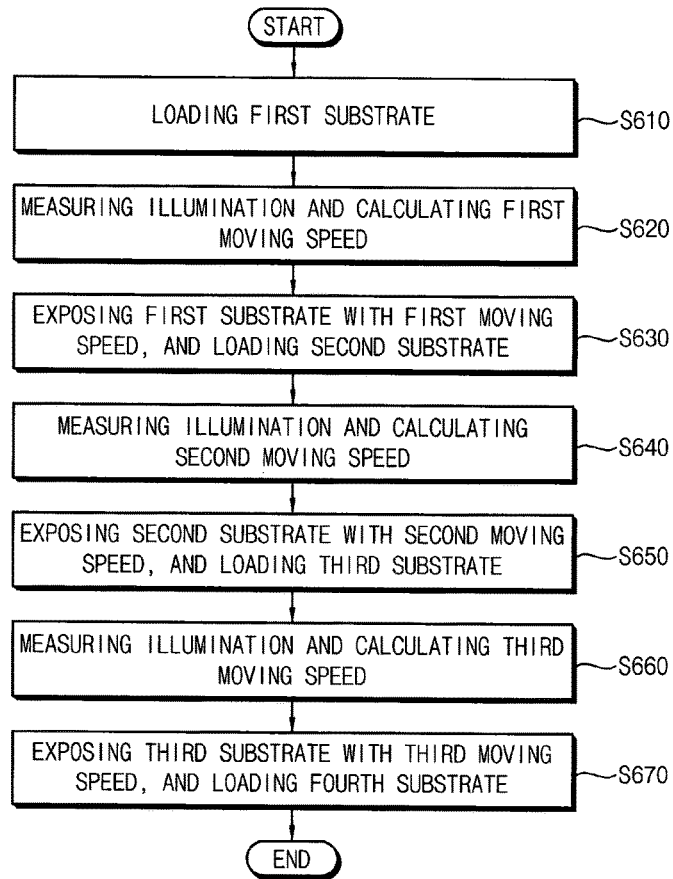 START
LOADING FIRST SUBSTRATE
S610
MEASURING ILLUMINATION AND CALCULATING FIRST
MOVING SPEED
S620
EXPOSING FIRST SUBSTRATE WITH FIRST MOVING
SPEED, AND LOADING SECOND SUBSTRATE
S630
MEASURING ILLUMINATION AND CALCULATING
SECOND MOVING SPEED
S640
EXPOSING SECOND SUBSTRATE WITH SECOND MOVING
SPEED, AND LOADING THIRD SUBSTRATE
S650
MEASURING ILLUMINATION AND CALCULATING THIRD
MOVING SPEED
S660
EXPOSING THIRD SUBSTRATE WITH THIRD MOVING
SPEED, AND LOADING FOURTH SUBSTRATE
S670
END